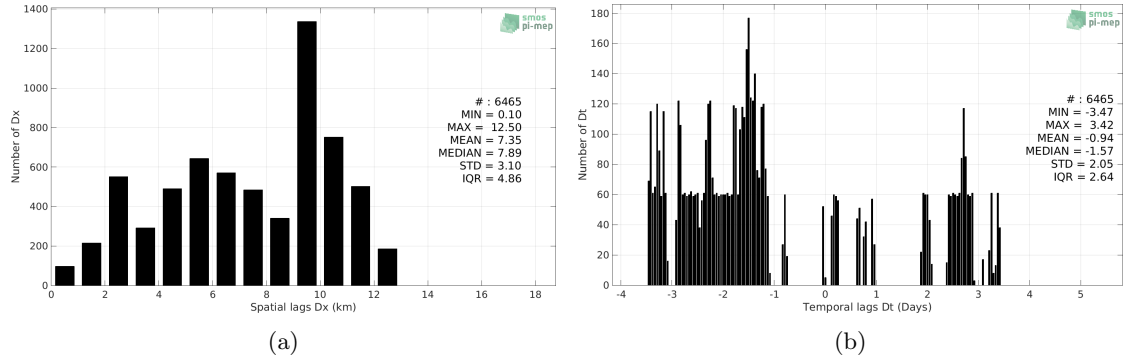 1400
1200
1000
800
600
400
200
0
Number of Dx
smos
pi-mep
# : 6465
MIN = 0.10
MAX = 12.50
MEAN = 7.35
MEDIAN = 7.89
STD = 3.10
IQR = 4.86
0 2 4 6 8 10 12 14 16 18
Spatial lags Dx (km)
(a)
180
160
140
120
100
80
60
40
20
0
Number of Dt
smos
pi-mep
# : 6465
MIN = -3.47
MAX = 3.42
MEAN = -0.94
MEDIAN = -1.57
STD = 2.05
IQR = 2.64
-4 -3 -2 -1 0 1 2 3 4 5
Temporal lags Dt (Days)
(b)